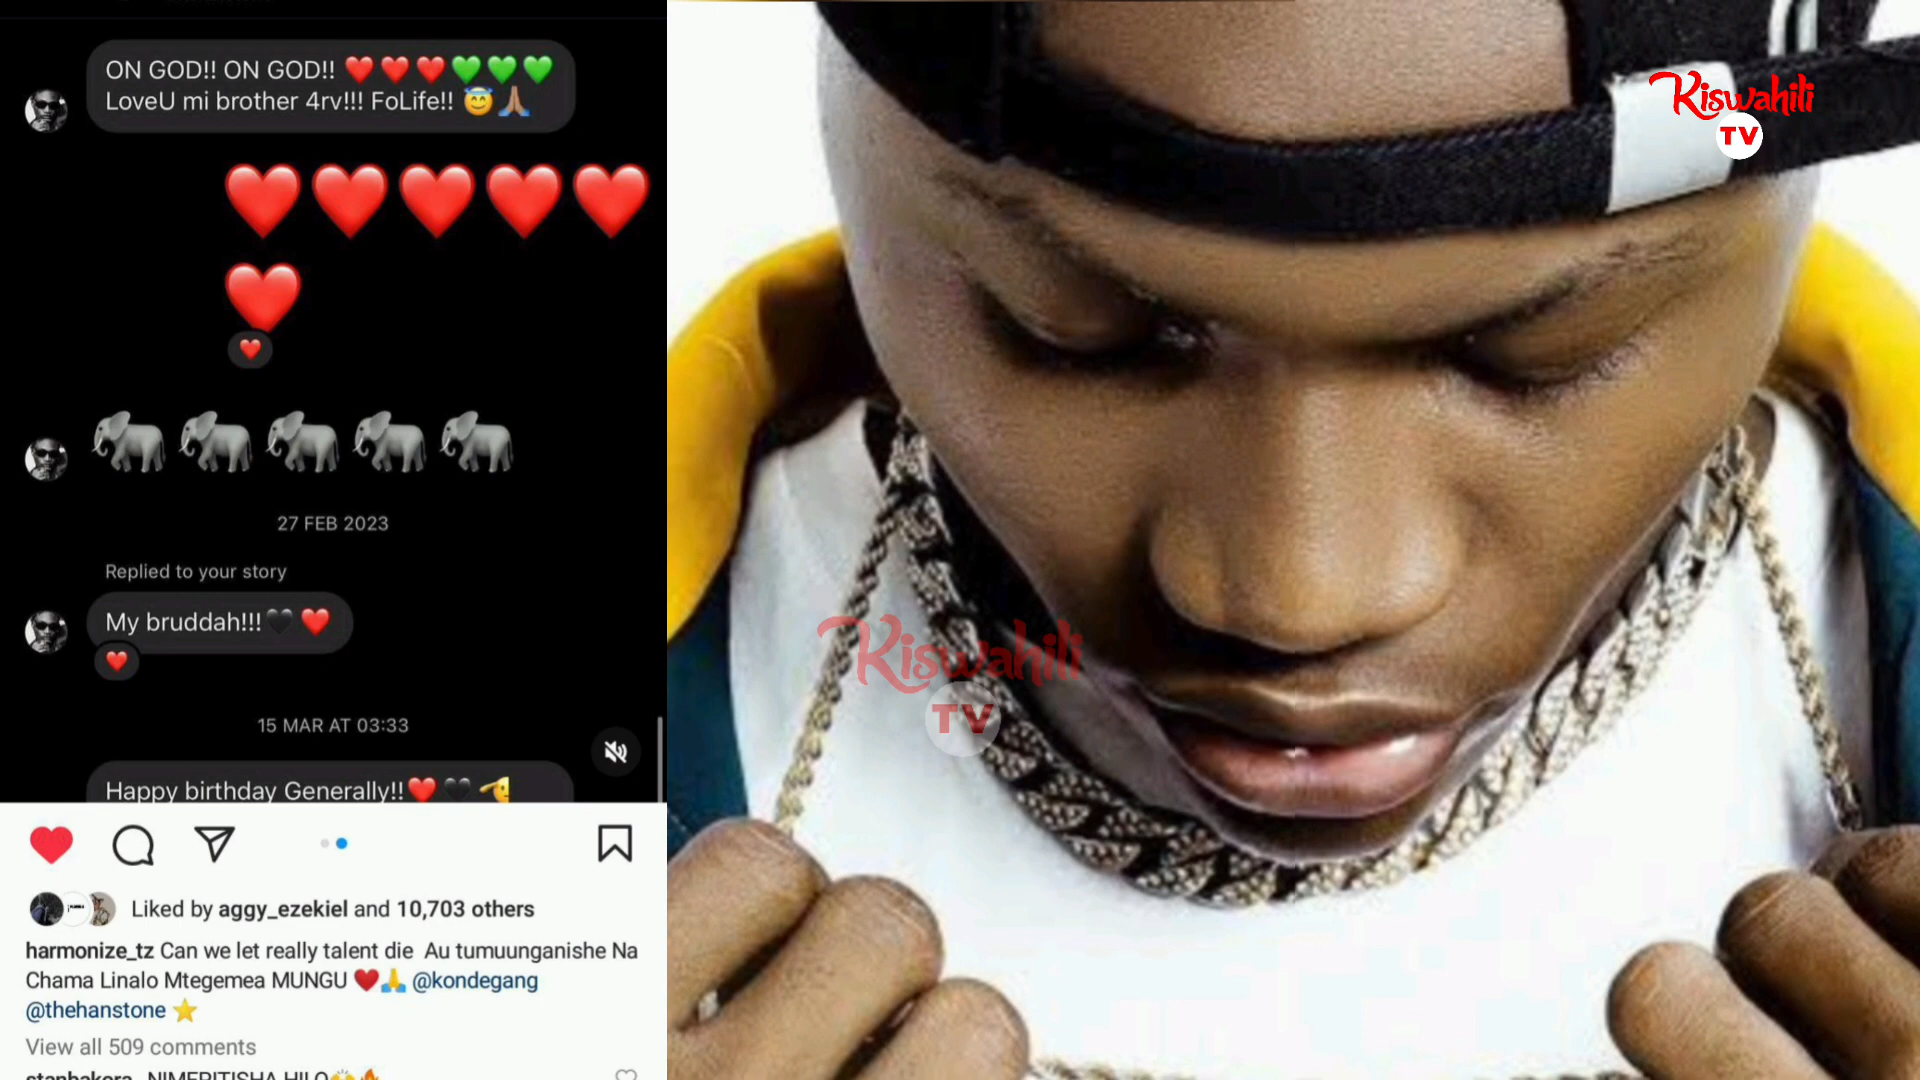 ON GOD!! ON GOD!! ❤️❤️❤️💚💚💚
LoveU mi brother 4rv!!! FoLife!! 😇🙏🏽
27 FEB 2023
Replied to your story
My bruddah!!!🖤❤️
15 MAR AT 03:33
Happy birthday Generally!!❤️🖤
Liked by aggy_ezekiel and 10,703 others
harmonize_tz Can we let really talent die Au tumuunganishe Na
Chama Linalo Mtegemea MUNGU ❤️🙏 @kondegang
@thehanstone ⭐
View all 509 comments
stanbakora NIMEPITISHA HILO
Kiswahili
TV
Kiswahili
TV